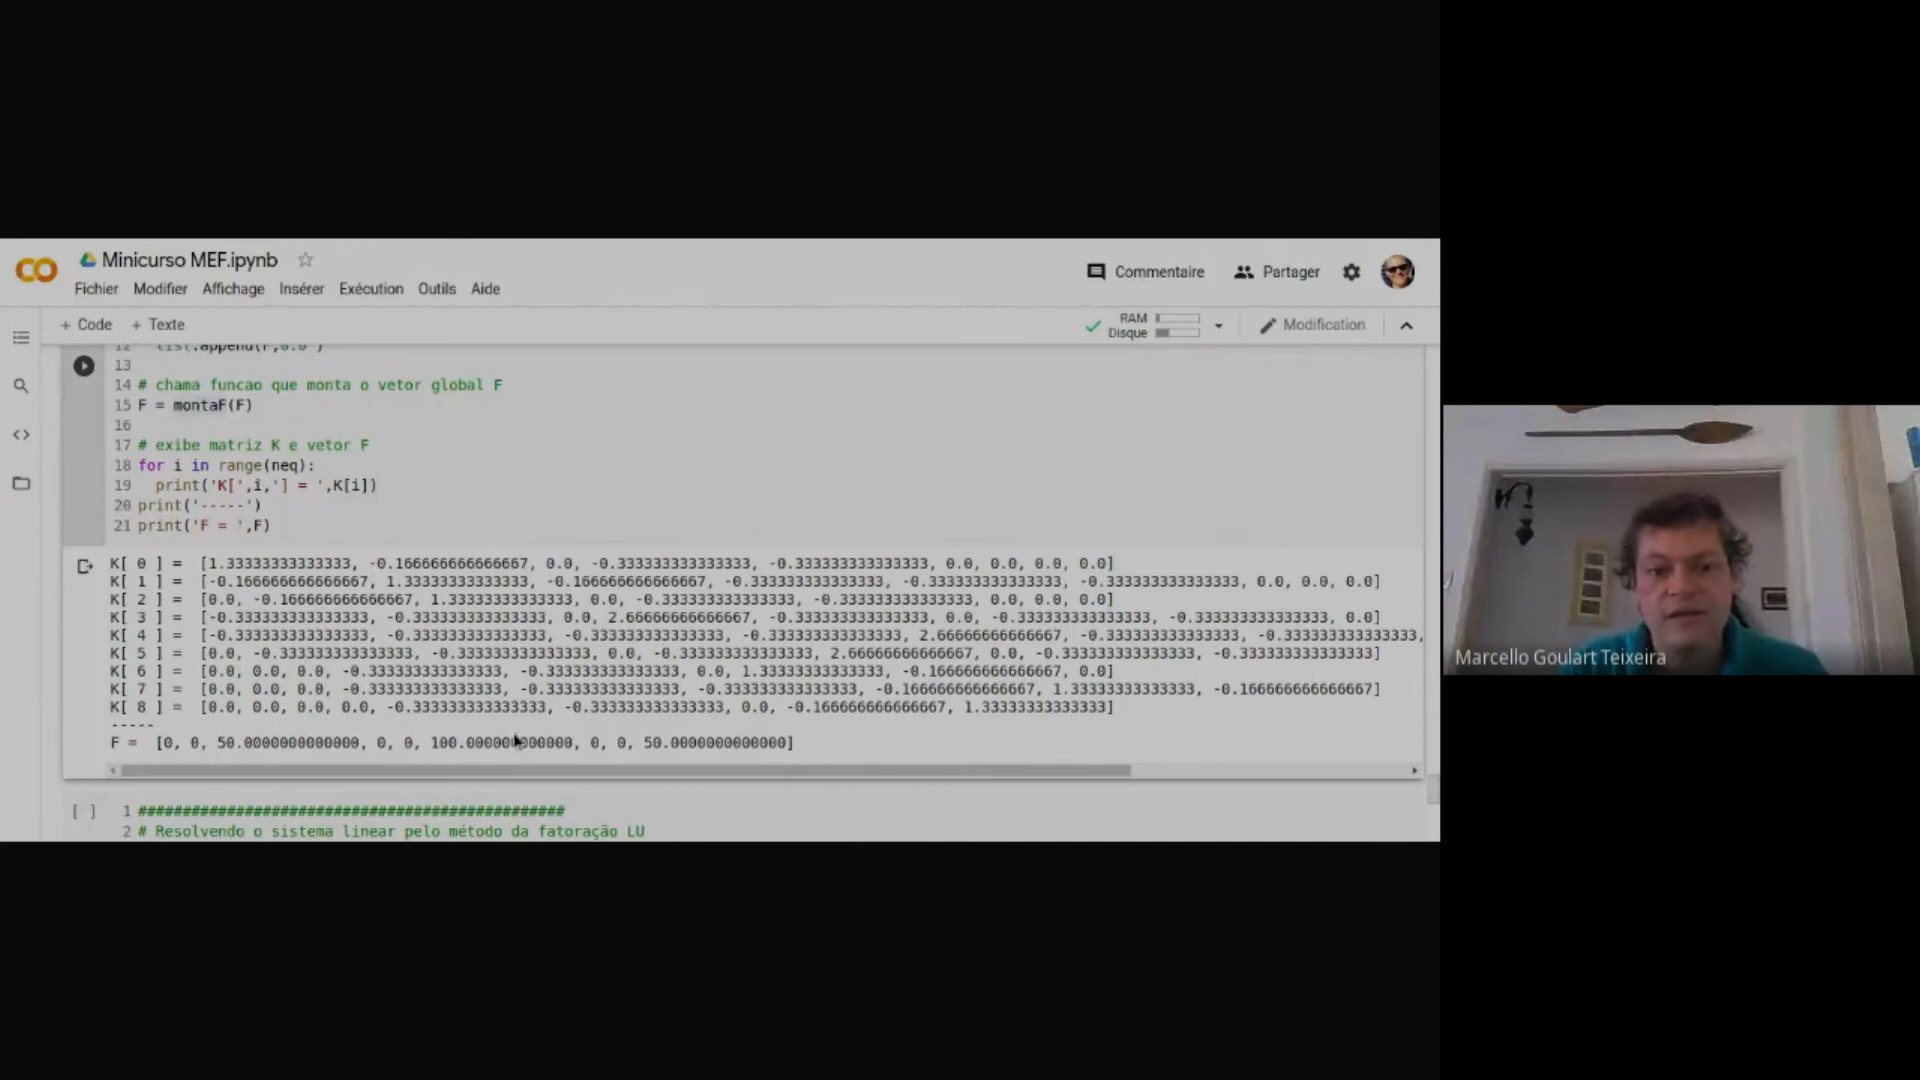 CO
Minicurso MEF.ipynb
Fichier Modifier Affichage Insérer Exécution Outils Aide
Commentaire Partager
+ Code + Texte
RAM
Disque
Modification
12 list.append(F,0.0 )
13
14 # chama funcao que monta o vetor global F
15 F = montaF(F)
16
17 # exibe matriz K e vetor F
18 for i in range(neq):
19 print('K[',i,'] = ',K[i])
20 print('-----')
21 print('F = ',F)
K[ 0 ] = [1.33333333333333, -0.166666666666667, 0.0, -0.333333333333333, -0.333333333333333, 0.0, 0.0, 0.0, 0.0]
K[ 1 ] = [-0.166666666666667, 1.33333333333333, -0.166666666666667, -0.333333333333333, -0.333333333333333, -0.333333333333333, 0.0, 0.0, 0.0]
K[ 2 ] = [0.0, -0.166666666666667, 1.33333333333333, 0.0, -0.333333333333333, -0.333333333333333, 0.0, 0.0, 0.0]
K[ 3 ] = [-0.333333333333333, -0.333333333333333, 0.0, 2.66666666666667, -0.333333333333333, 0.0, -0.333333333333333, -0.333333333333333, 0.0]
K[ 4 ] = [-0.333333333333333, -0.333333333333333, -0.333333333333333, -0.333333333333333, 2.66666666666667, -0.333333333333333, -0.333333333333333,
K[ 5 ] = [0.0, -0.333333333333333, -0.333333333333333, 0.0, -0.333333333333333, 2.66666666666667, 0.0, -0.333333333333333, -0.333333333333333]
K[ 6 ] = [0.0, 0.0, 0.0, -0.333333333333333, -0.333333333333333, 0.0, 1.33333333333333, -0.166666666666667, 0.0]
K[ 7 ] = [0.0, 0.0, 0.0, -0.333333333333333, -0.333333333333333, -0.333333333333333, -0.166666666666667, 1.33333333333333, -0.166666666666667]
K[ 8 ] = [0.0, 0.0, 0.0, 0.0, -0.333333333333333, -0.333333333333333, 0.0, -0.166666666666667, 1.33333333333333]
-----
F = [0, 0, 50.0000000000000, 0, 0, 100.000000000000, 0, 0, 50.0000000000000]
[ ] 1 ################################################
2 # Resolvendo o sistema linear pelo método da fatoração LU
Marcello Goulart Teixeira